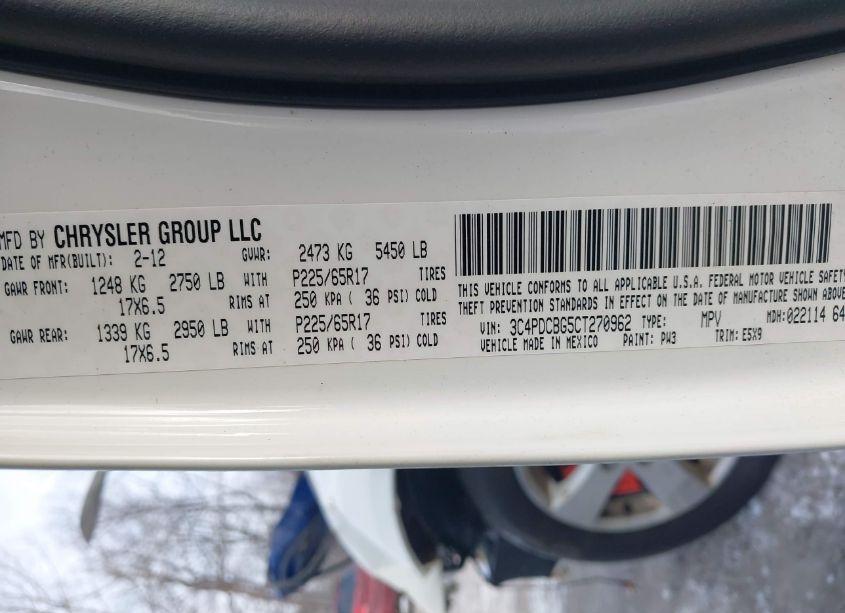 MFD BY CHRYSLER GROUP LLC
DATE OF MFR(BUILT): 2-12 GVWR: 2473 KG 5450 LB
GAWR FRONT: 1248 KG 2750 LB WITH P225/65R17 TIRES
17X6.5 RIMS AT 250 KPA ( 36 PSI) COLD
GAWR REAR: 1339 KG 2950 LB WITH P225/65R17 TIRES
17X6.5 RIMS AT 250 KPA ( 36 PSI) COLD
THIS VEHICLE CONFORMS TO ALL APPLICABLE U.S.A. FEDERAL MOTOR VEHICLE SAFETY
THEFT PREVENTION STANDARDS IN EFFECT ON THE DATE OF MANUFACTURE SHOWN ABOVE
VIN: 3C4PDCBG5CT270962 TYPE: MPV MDH:022114 64
VEHICLE MADE IN MEXICO PAINT: PW3 TRIM: E5X9